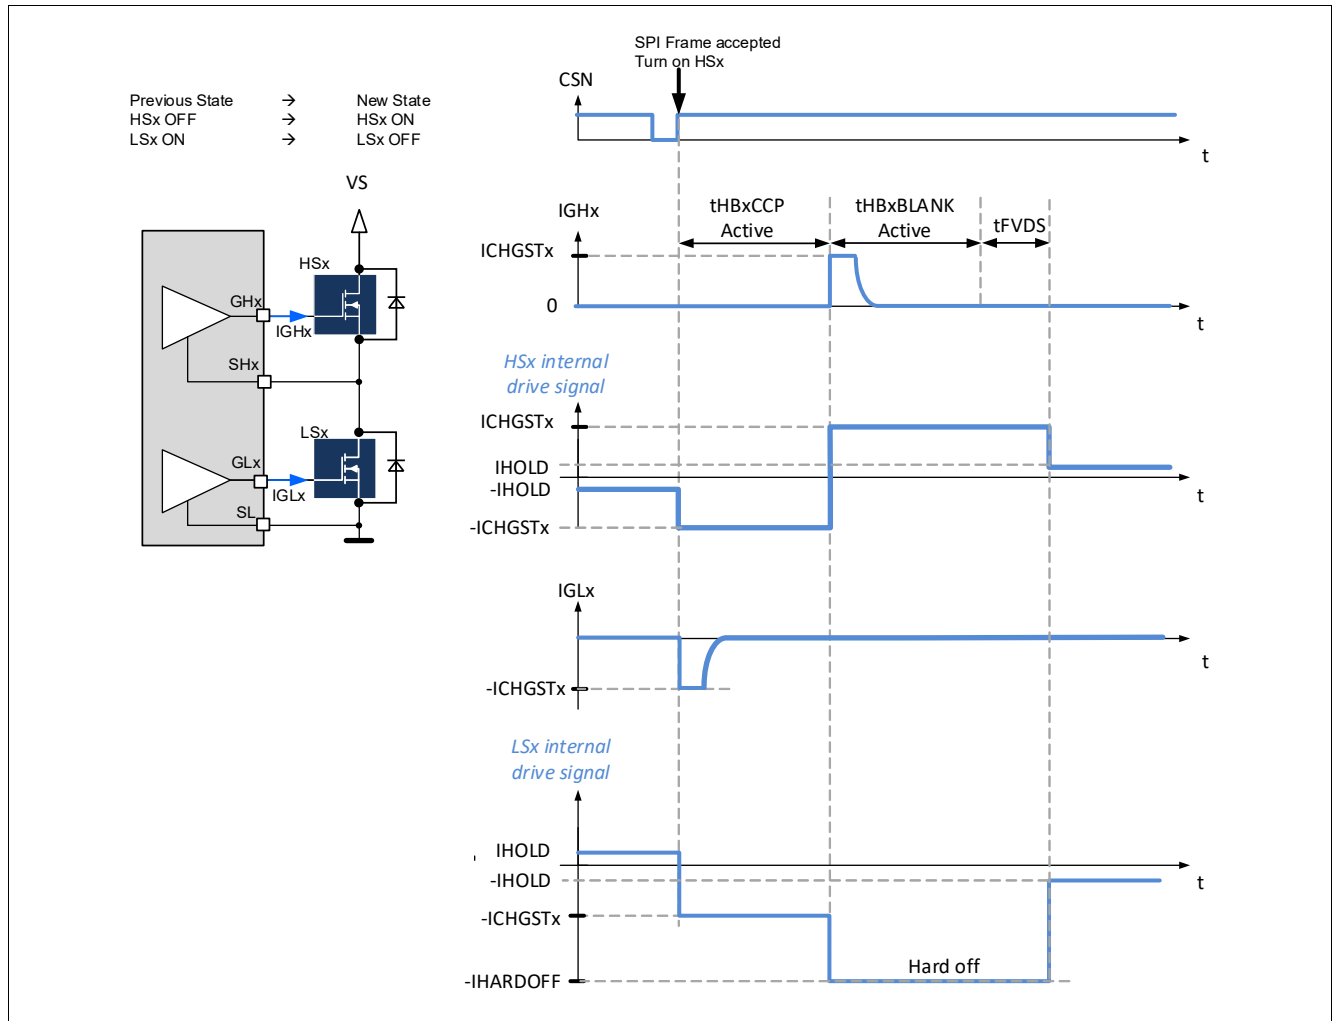 SPI Frame accepted
Turn on HSx
CSN
t
Previous State → New State
HSx OFF → HSx ON
LSx ON → LSx OFF
VS
HSx
GHx
IGHx
SHx
LSx
GLx
IGLx
SL
IGHx
tHBxCCP
Active
tHBxBLANK
Active
tFVDS
ICHGSTx
0
t
HSx internal
drive signal
ICHGSTx
IHOLD
-IHOLD
-ICHGSTx
t
IGLx
-ICHGSTx
t
LSx internal
drive signal
IHOLD
-IHOLD
-ICHGSTx
-IHARDOFF
Hard off
t